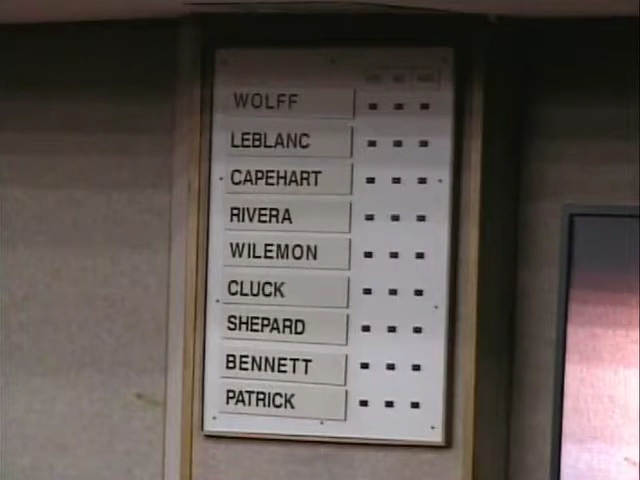 WOLFF
LEBLANC
CAPEHART
RIVERA
WILEMON
CLUCK
SHEPARD
BENNETT
PATRICK